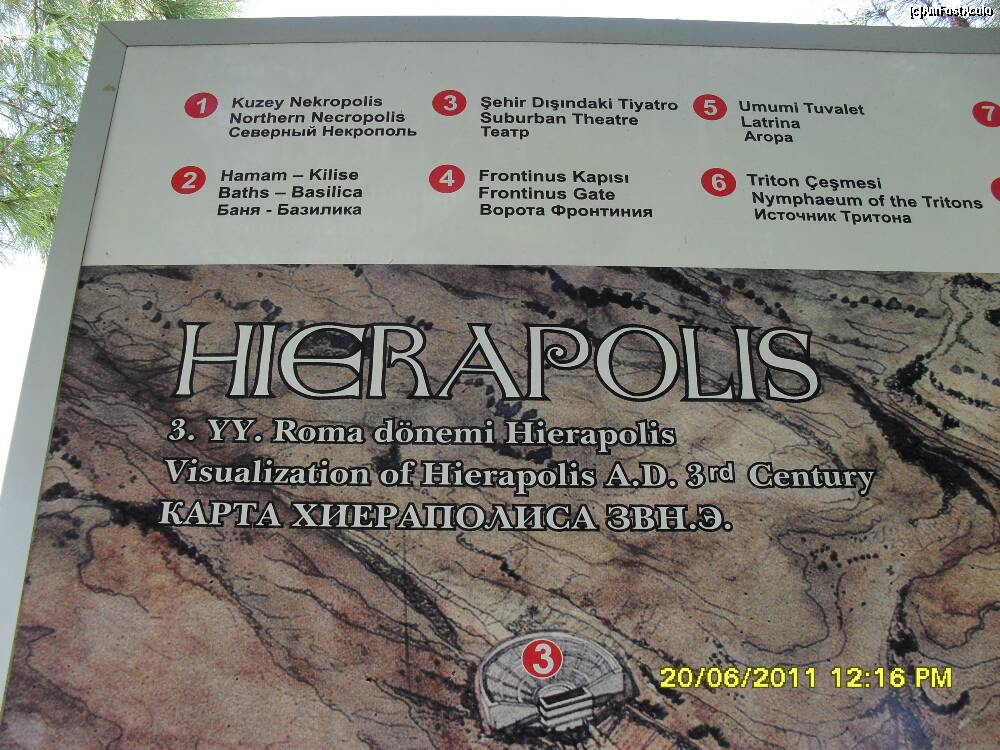 (c)AmFostAcolo
1 Kuzey Nekropolis
Northern Necropolis
Северный Некрополь
2 Hamam – Kilise
Baths – Basilica
Баня - Базилика
3 Şehir Dışındaki Tiyatro
Suburban Theatre
Театр
4 Frontinus Kapısı
Frontinus Gate
Ворота Фронтиния
5 Umumi Tuvalet
Latrina
Агора
6 Triton Çeşmesi
Nymphaeum of the Tritons
Источник Тритона
7
HIERAPOLIS
3. YY. Roma dönemi Hierapolis
Visualization of Hierapolis A.D. 3rd Century
КАРТА ХИЕРАПОЛИСА 3ВН.Э.
3
20/06/2011 12:16 PM